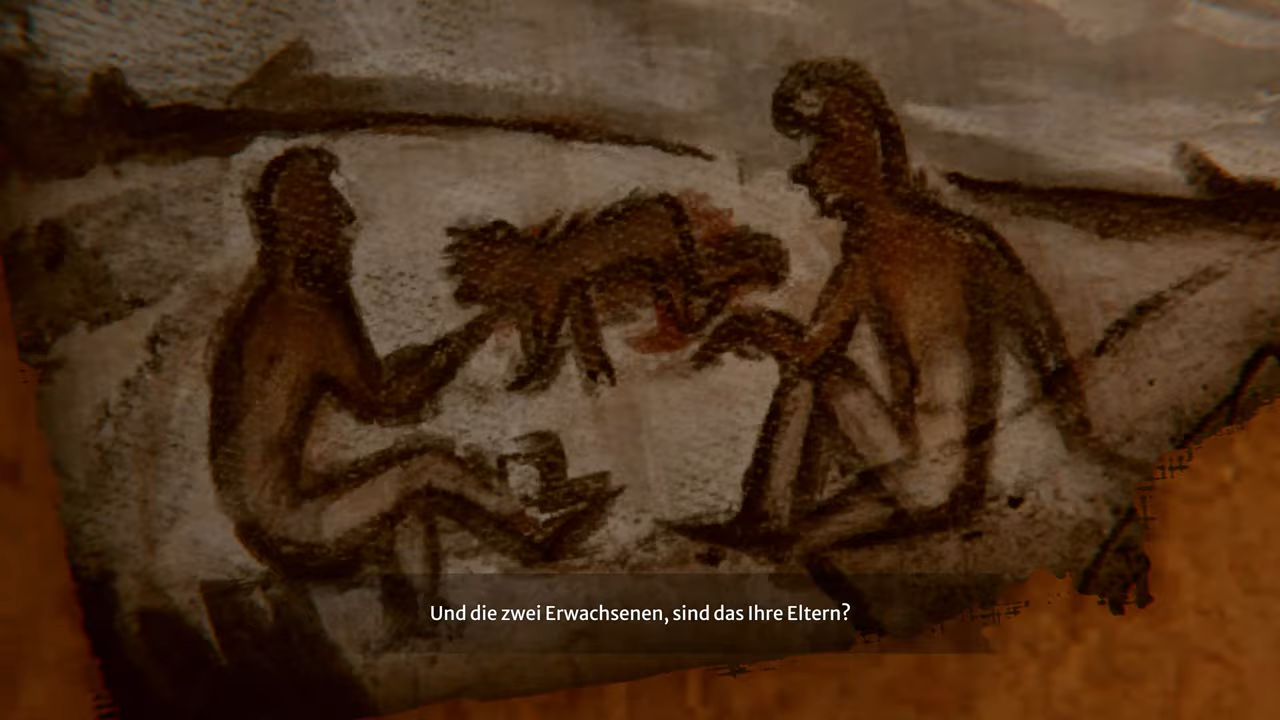 Und die zwei Erwachsenen, sind das Ihre Eltern?